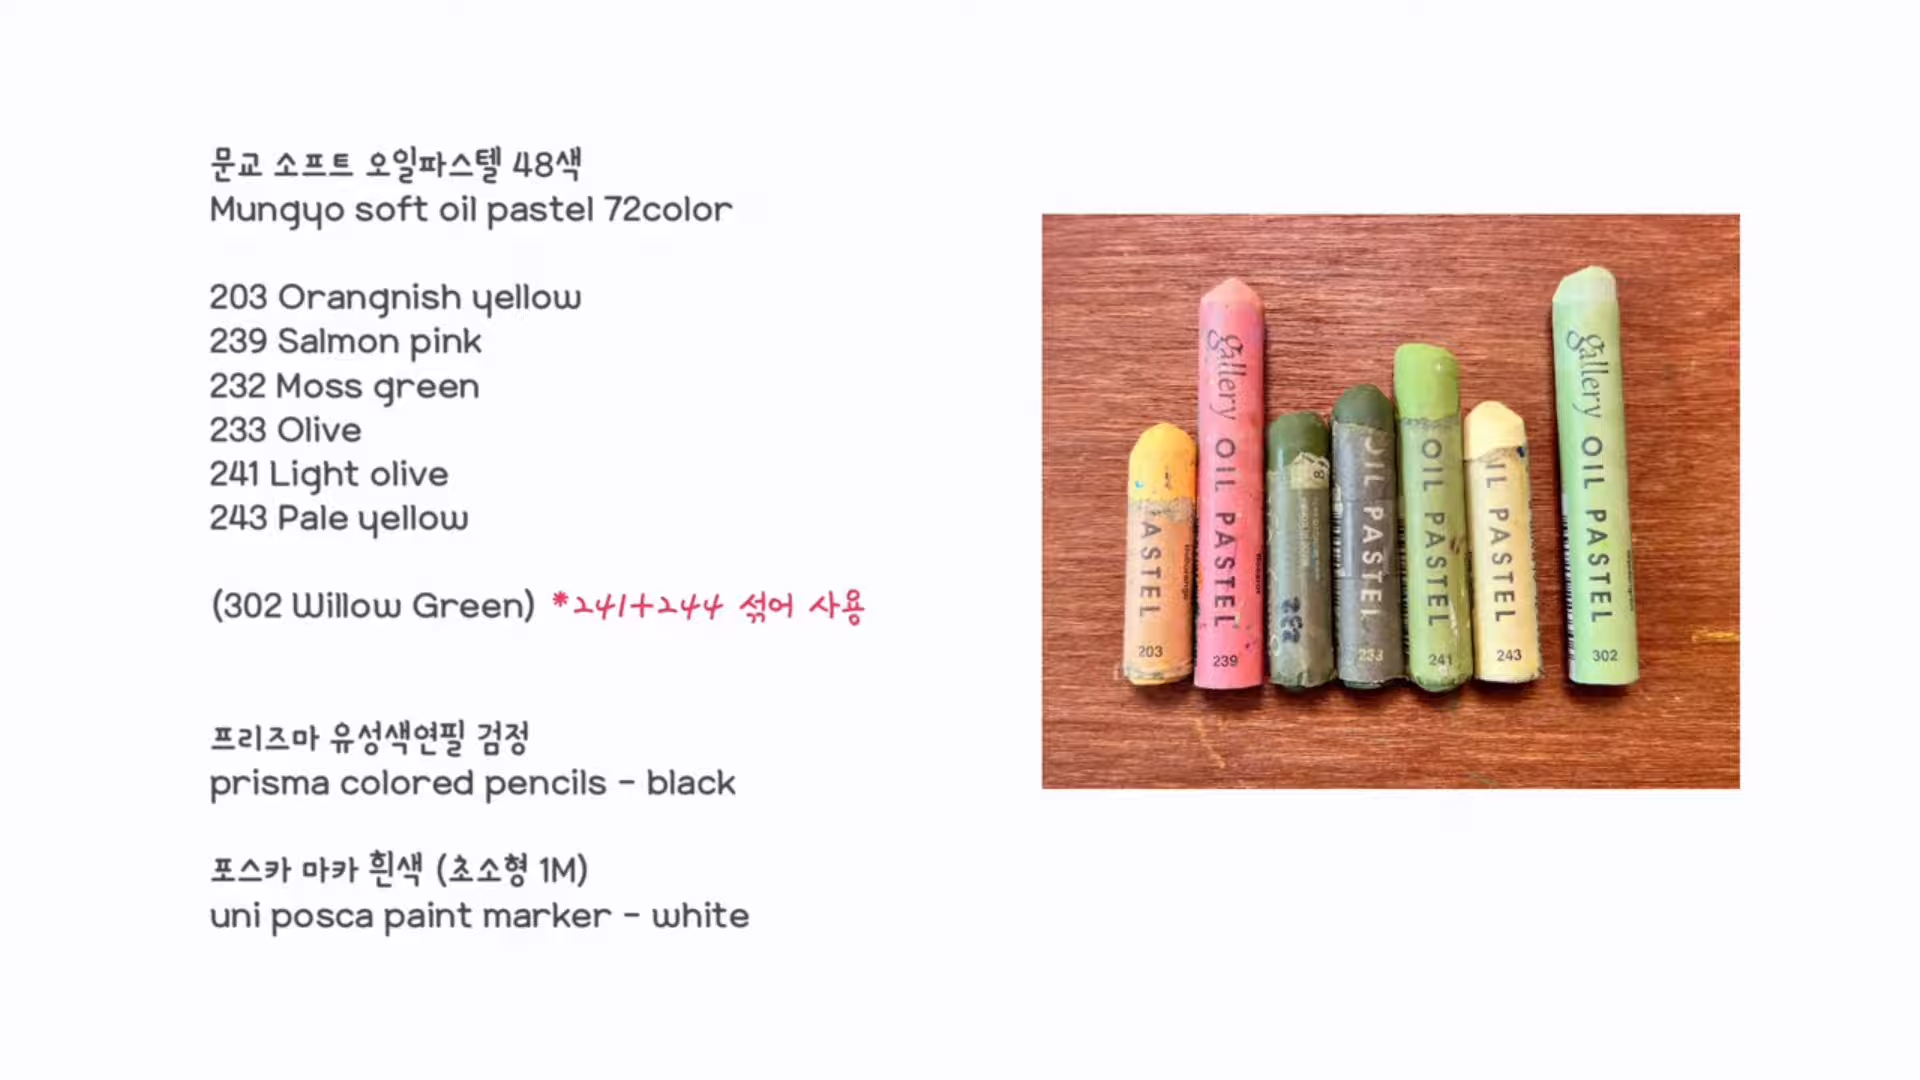 문교 소프트 오일파스텔 48색
Mungyo soft oil pastel 72color
203 Orangnish yellow
239 Salmon pink
232 Moss green
233 Olive
241 Light olive
243 Pale yellow
(302 Willow Green) *241+244 섞어 사용
프리즈마 유성색연필 검정
prisma colored pencils - black
포스카 마카 흰색 (초소형 1M)
uni posca paint marker - white
ASTEL
203
gallery OIL PASTEL
239
232
OIL PASTEL
233
OIL PASTEL
241
IL PASTEL
243
gallery OIL PASTEL
302